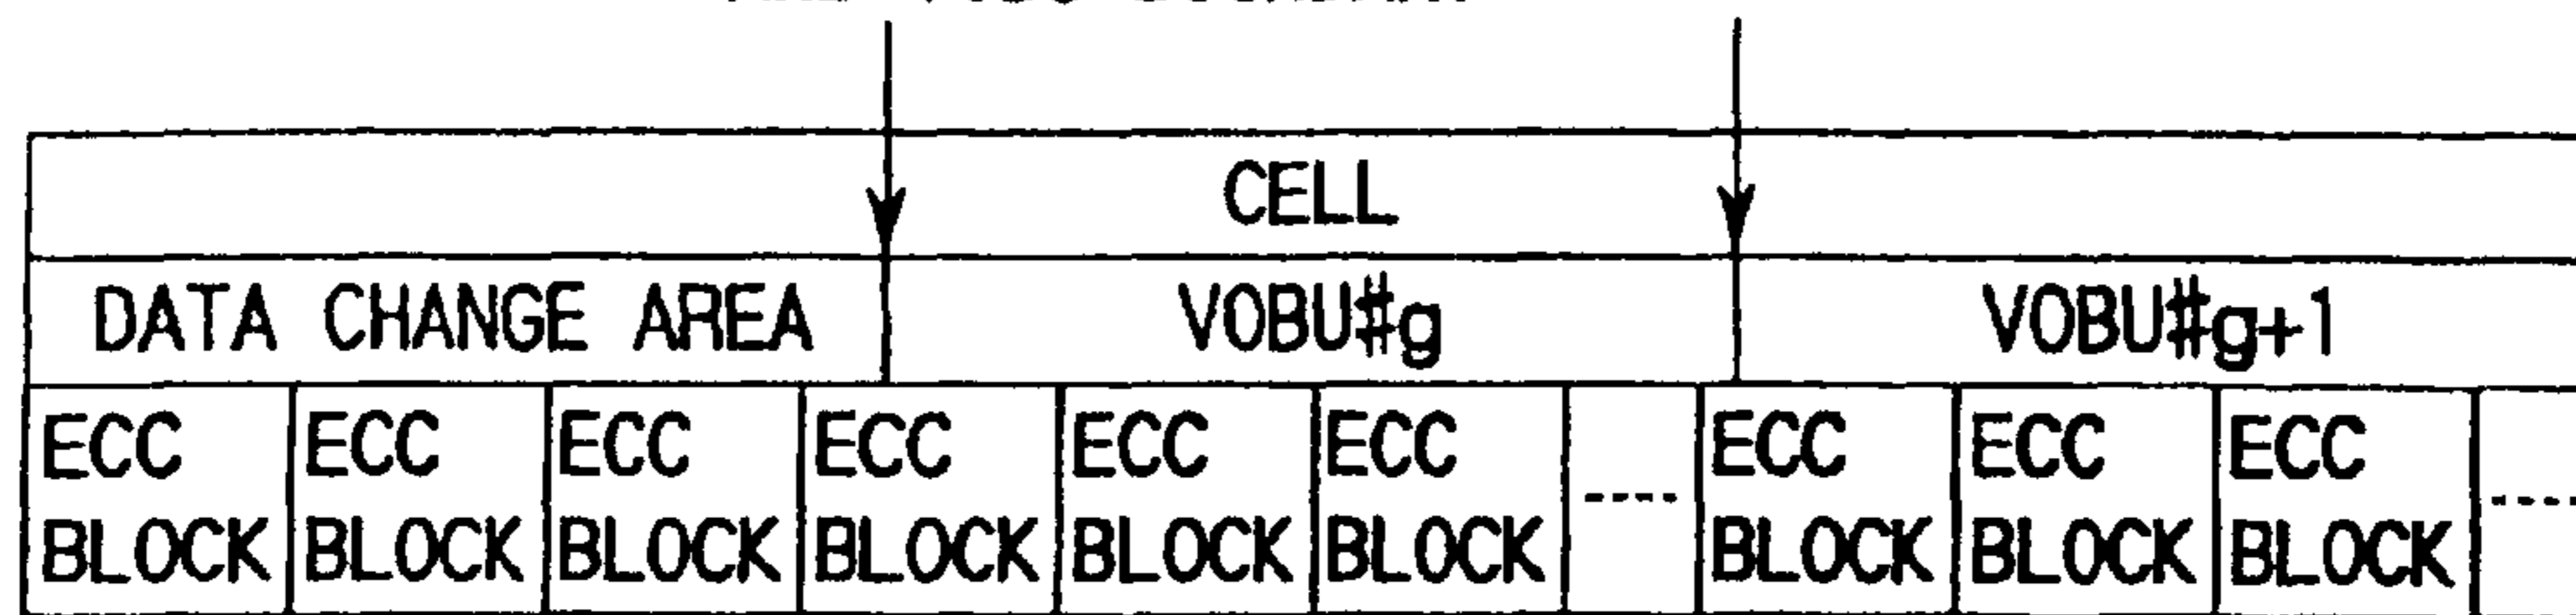 CELL
DATA CHANGE AREA VOBU#g VOBU#g+1
ECC ECC ECC ECC ECC ECC ECC ECC ECC
BLOCK BLOCK BLOCK BLOCK BLOCK BLOCK ---- BLOCK BLOCK BLOCK ----